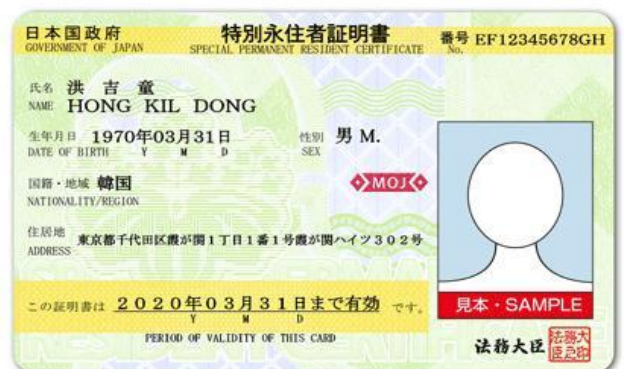 日本国政府 特別永住者証明書 番号 EF12345678GH
GOVERNMENT OF JAPAN SPECIAL PERMANENT RESIDENT CERTIFICATE No.
氏名 洪 吉 童
NAME HONG KIL DONG
生年月日 1970年03月31日 性別 男 M.
DATE OF BIRTH Y M D SEX
国籍・地域 韓国
NATIONALITY/REGION
MOJ
住居地 東京都千代田区霞が関1丁目1番1号霞が関ハイツ302号
ADDRESS
この証明書は 2020年03月31日まで有効 です。
Y M D
PERIOD OF VALIDITY OF THIS CARD
見本・SAMPLE
法務大臣